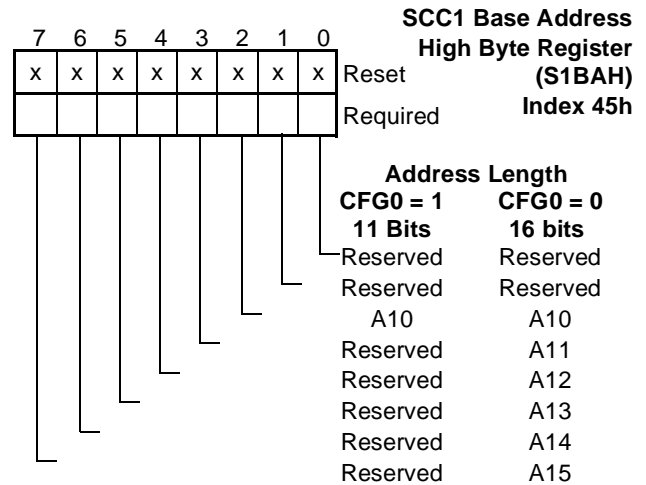 SCC1 Base Address
High Byte Register
(S1BAH)
Index 45h
7 6 5 4 3 2 1 0
x x x x x x x x Reset
Required
Address Length
CFG0 = 1 CFG0 = 0
11 Bits 16 bits
Reserved Reserved
Reserved Reserved
A10 A10
Reserved A11
Reserved A12
Reserved A13
Reserved A14
Reserved A15